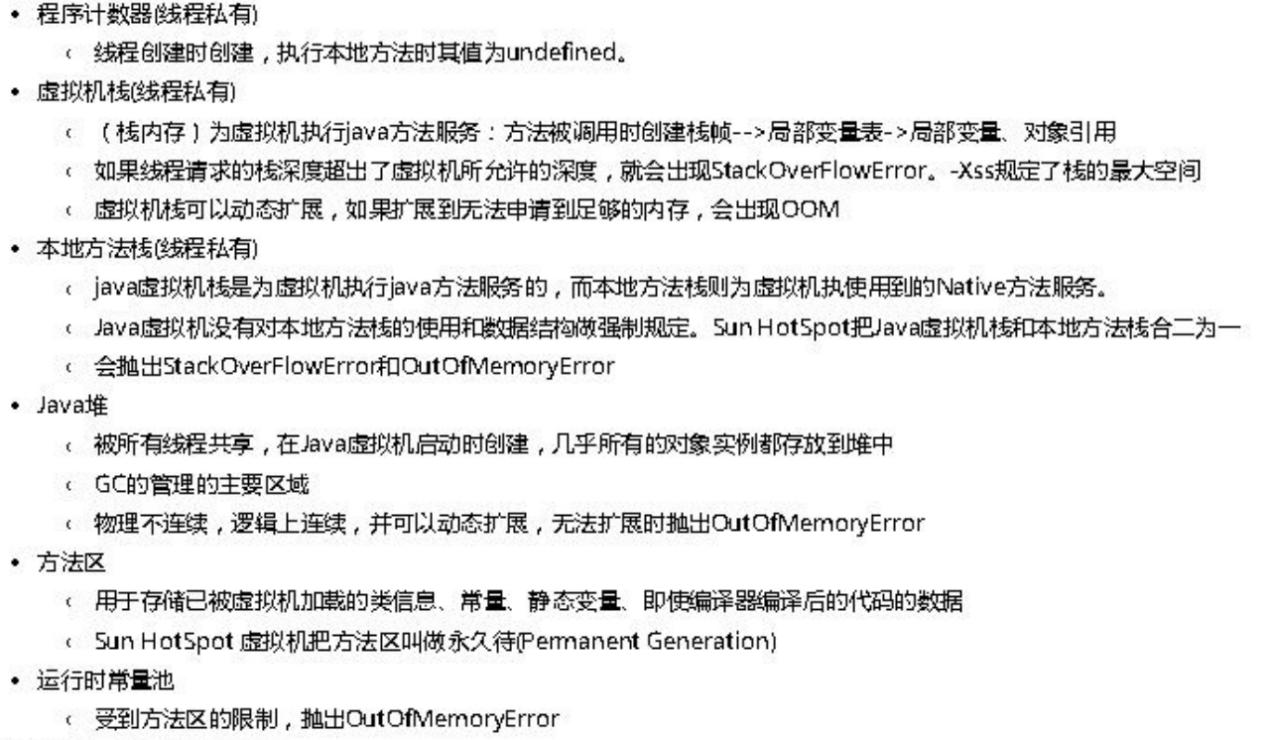 • 程序计数器(线程私有)
‹ 线程创建时创建，执行本地方法时其值为undefined。
• 虚拟机栈(线程私有)
‹ （栈内存）为虚拟机执行java方法服务：方法被调用时创建栈帧-->局部变量表->局部变量、对象引用
‹ 如果线程请求的栈深度超出了虚拟机所允许的深度，就会出现StackOverFlowError。-Xss规定了栈的最大空间
‹ 虚拟机栈可以动态扩展，如果扩展到无法申请到足够的内存，会出现OOM
• 本地方法栈(线程私有)
‹ java虚拟机栈是为虚拟机执行java方法服务的，而本地方法栈则为虚拟机执使用到的Native方法服务。
‹ Java虚拟机没有对本地方法栈的使用和数据结构做强制规定。Sun HotSpot把Java虚拟机栈和本地方法栈合二为一
‹ 会抛出StackOverFlowError和OutOfMemoryError
• Java堆
‹ 被所有线程共享，在Java虚拟机启动时创建，几乎所有的对象实例都存放到堆中
‹ GC的管理的主要区域
‹ 物理不连续，逻辑上连续，并可以动态扩展，无法扩展时抛出OutOfMemoryError
• 方法区
‹ 用于存储已被虚拟机加载的类信息、常量、静态变量、即使编译器编译后的代码的数据
‹ Sun HotSpot 虚拟机把方法区叫做永久待(Permanent Generation)
• 运行时常量池
‹ 受到方法区的限制，抛出OutOfMemoryError